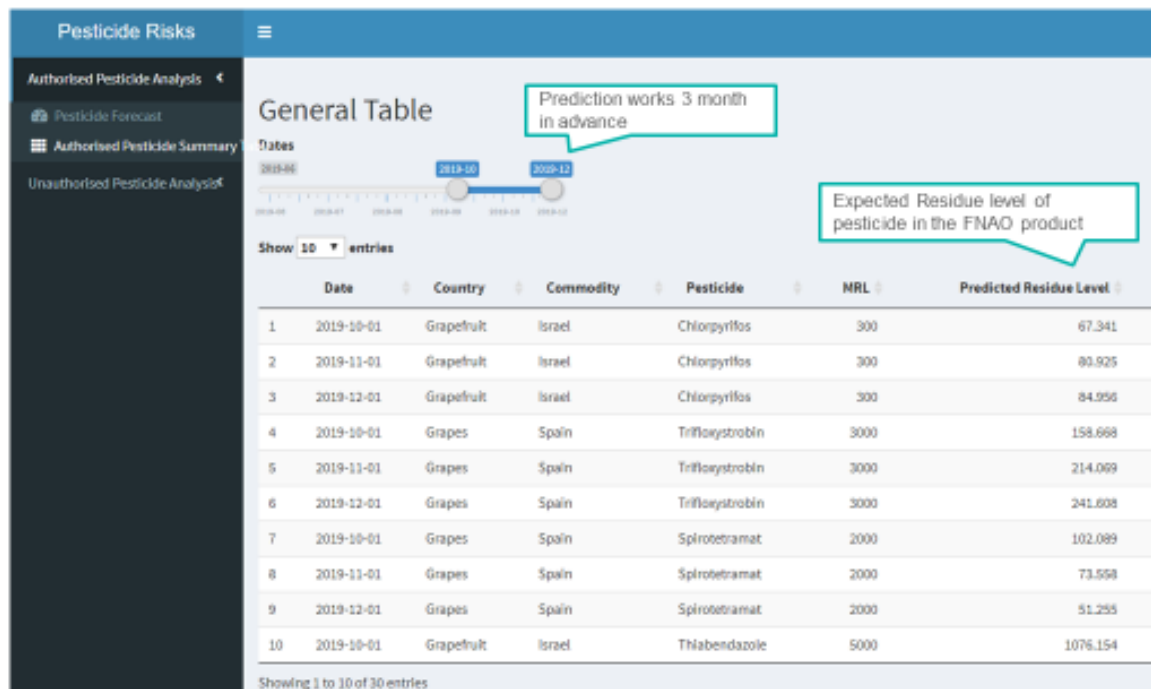 Pesticide Risks
Authorised Pesticide Analysis
Pesticide Forecast
Authorised Pesticide Summary T
Unauthorised Pesticide Analysis
General Table
Prediction works 3 month
in advance
Dates
2019-10 2019-12
Expected Residue level of
pesticide in the FNAO product
Show 10 entries
Date Country Commodity Pesticide MRL Predicted Residue Level
1 2019-10-01 Grapefruit Israel Chlorpyrifos 300 67.341
2 2019-11-01 Grapefruit Israel Chlorpyrifos 300 80.925
3 2019-12-01 Grapefruit Israel Chlorpyrifos 300 84.956
4 2019-10-01 Grapes Spain Trifloxystrobin 3000 158.668
5 2019-11-01 Grapes Spain Trifloxystrobin 3000 214.069
6 2019-12-01 Grapes Spain Trifloxystrobin 3000 241.608
7 2019-10-01 Grapes Spain Spirotetramat 2000 102.089
8 2019-11-01 Grapes Spain Spirotetramat 2000 73.558
9 2019-12-01 Grapes Spain Spirotetramat 2000 51.255
10 2019-10-01 Grapefruit Israel Thiabendazole 5000 1076.154
Showing 1 to 10 of 30 entries